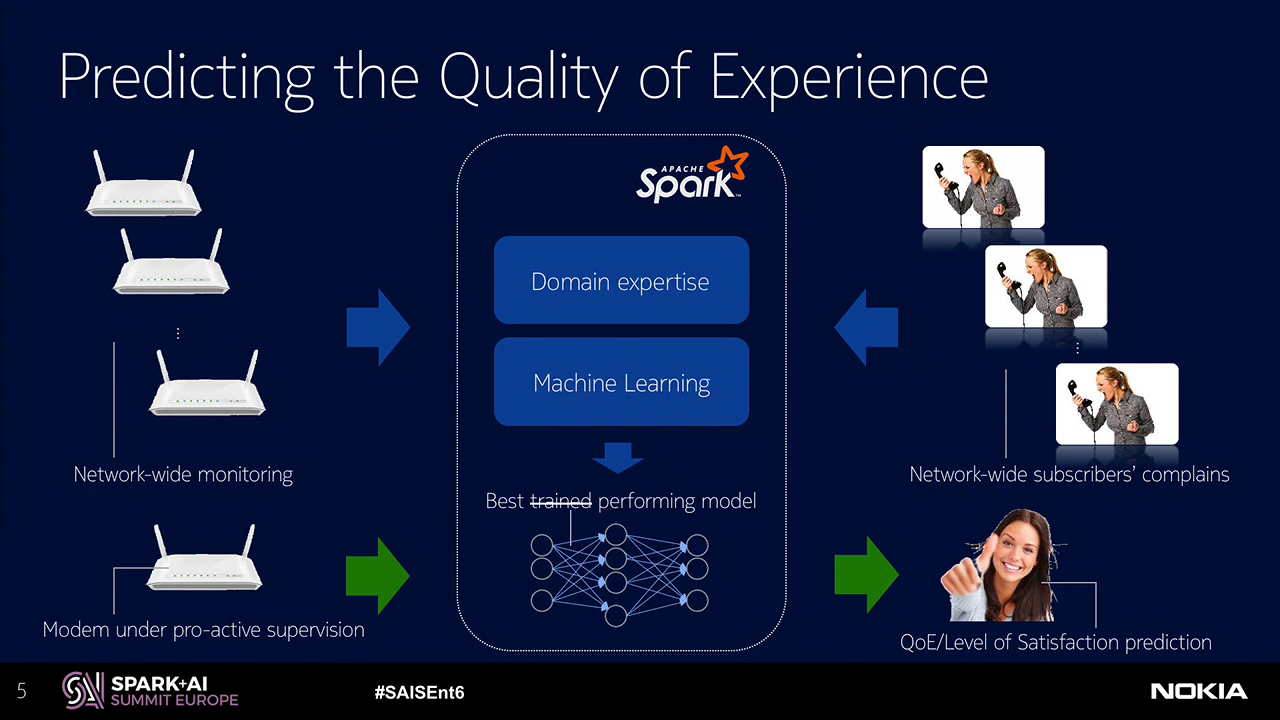 Predicting the Quality of Experience
APACHE
Spark™
Domain expertise
Machine Learning
Network-wide monitoring
Network-wide subscribers’ complains
Best trained performing model
Modem under pro-active supervision
QoE/Level of Satisfaction prediction
5
SAI
SPARK+AI
SUMMIT EUROPE
#SAISEnt6
NOKIA